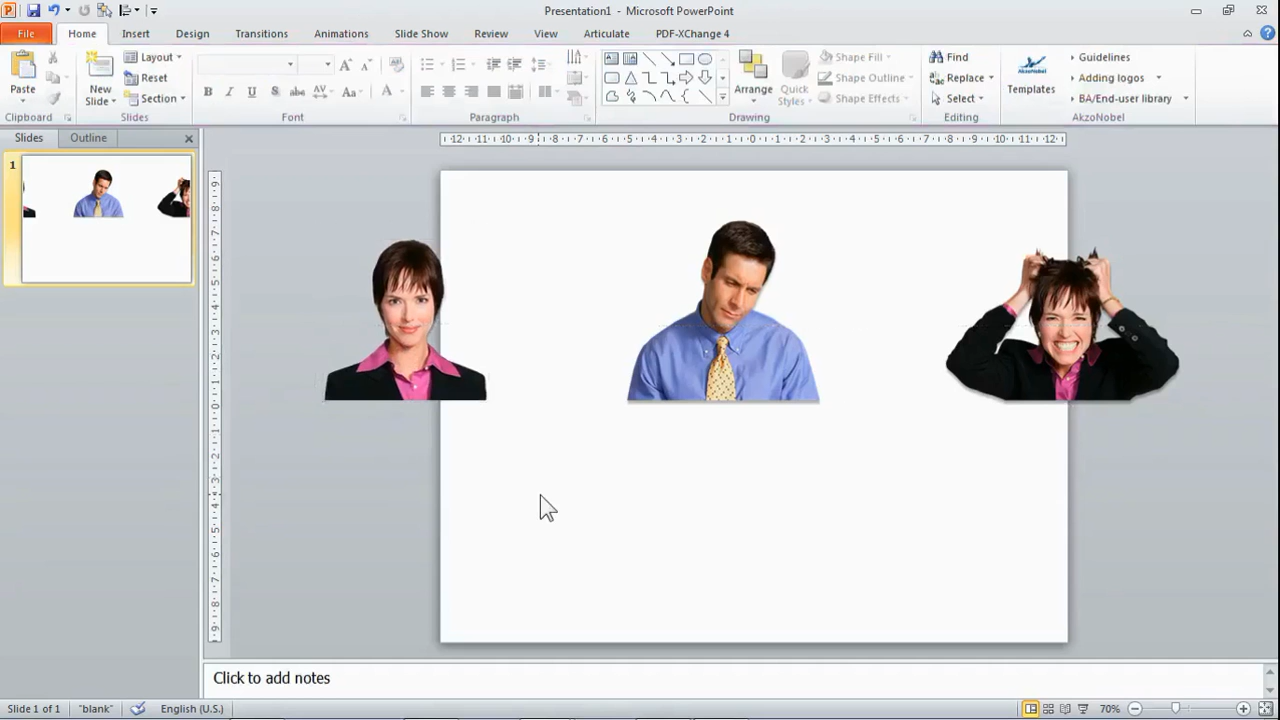 Presentation1 - Microsoft PowerPoint
File Home Insert Design Transitions Animations Slide Show Review View Articulate PDF-XChange 4
Paste
New
Slide
Layout
Reset
Section
Shape Fill
Shape Outline
Shape Effects
Arrange
Quick
Styles
Find
Replace
Select
Templates
Guidelines
Adding logos
BA/End-user library
Clipboard Slides Font Paragraph Drawing Editing AkzoNobel
Slides Outline
1
Click to add notes
Slide 1 of 1 "blank" English (U.S.) 70%